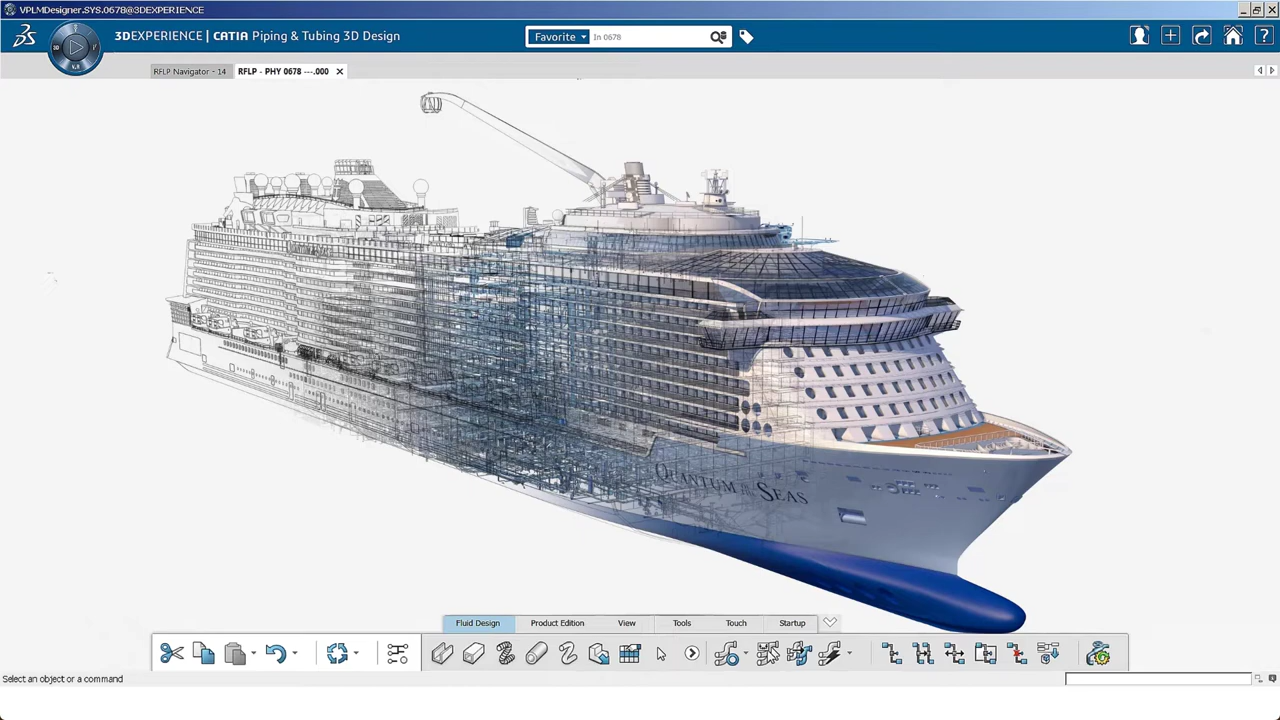 VPLMDesigner.SYS.0678@3DEXPERIENCE
3DEXPERIENCE | CATIA Piping & Tubing 3D Design
Favorite
In 0678
RFLP Navigator - 14
RFLP - PHY 0678 ---.000
QUANTUM OF THE SEAS
Fluid Design
Product Edition
View
Tools
Touch
Startup
Select an object or a command